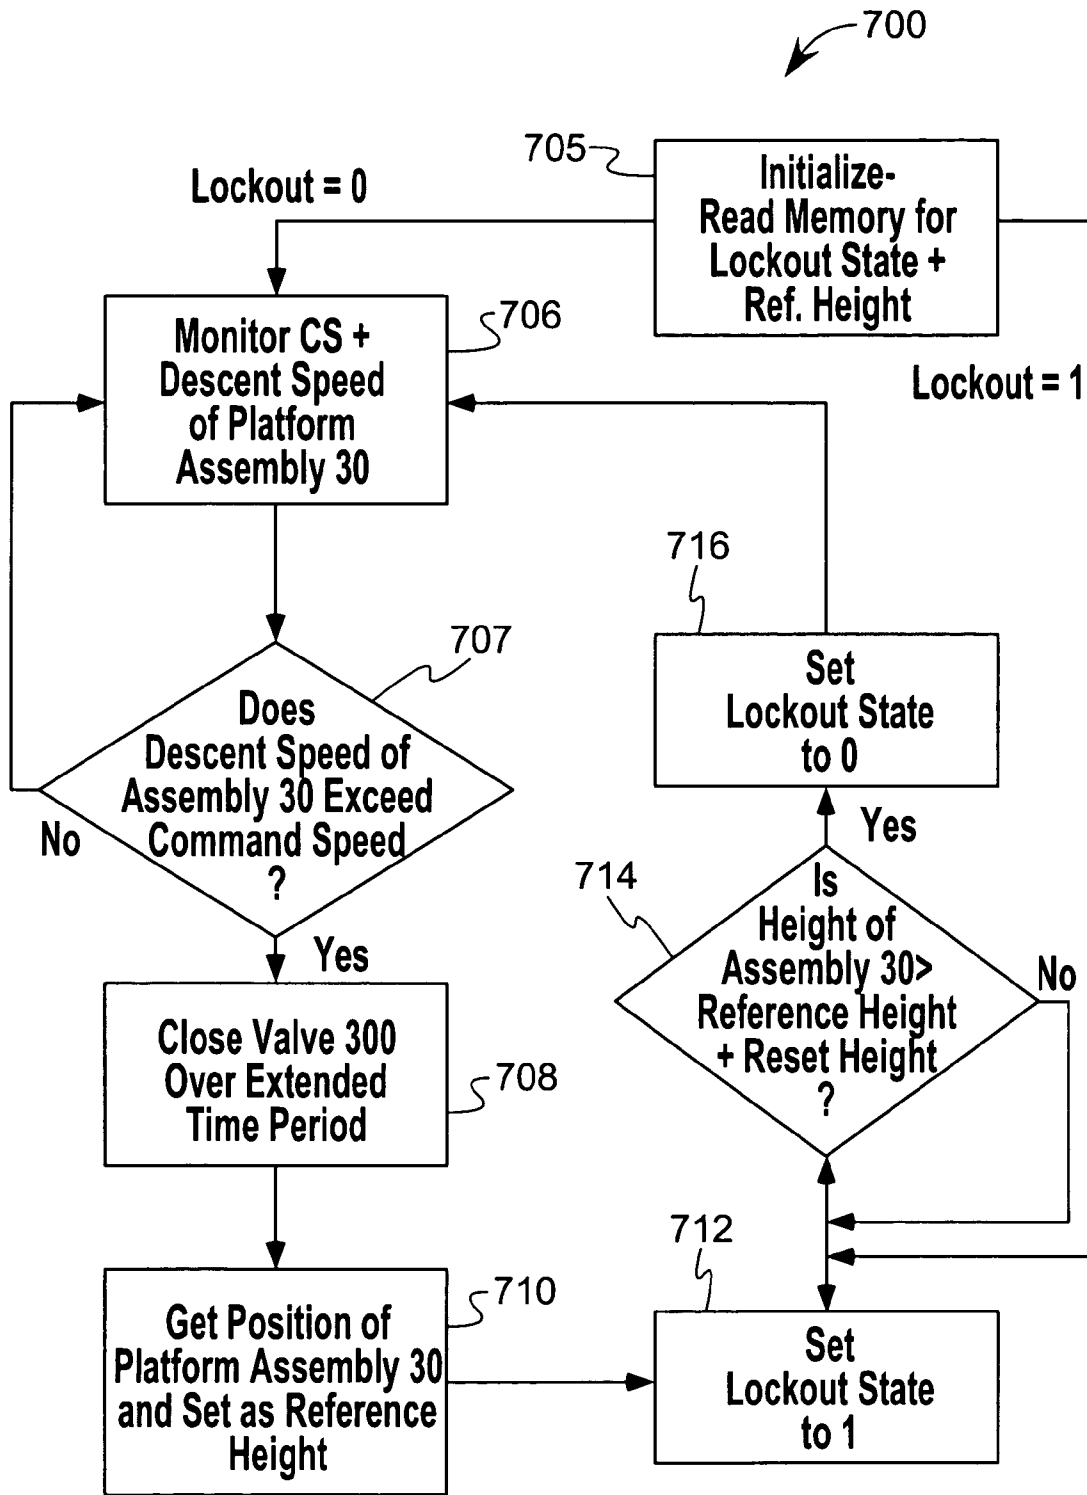 700
705
Initialize-
Read Memory for
Lockout State +
Ref. Height
Lockout = 0
Lockout = 1
706
Monitor CS +
Descent Speed
of Platform
Assembly 30
707
Does
Descent Speed of
Assembly 30 Exceed
Command Speed
?
No
Yes
708
Close Valve 300
Over Extended
Time Period
710
Get Position of
Platform Assembly 30
and Set as Reference
Height
712
Set
Lockout State
to 1
714
Is
Height of
Assembly 30>
Reference Height
+ Reset Height
?
No
Yes
716
Set
Lockout State
to 0